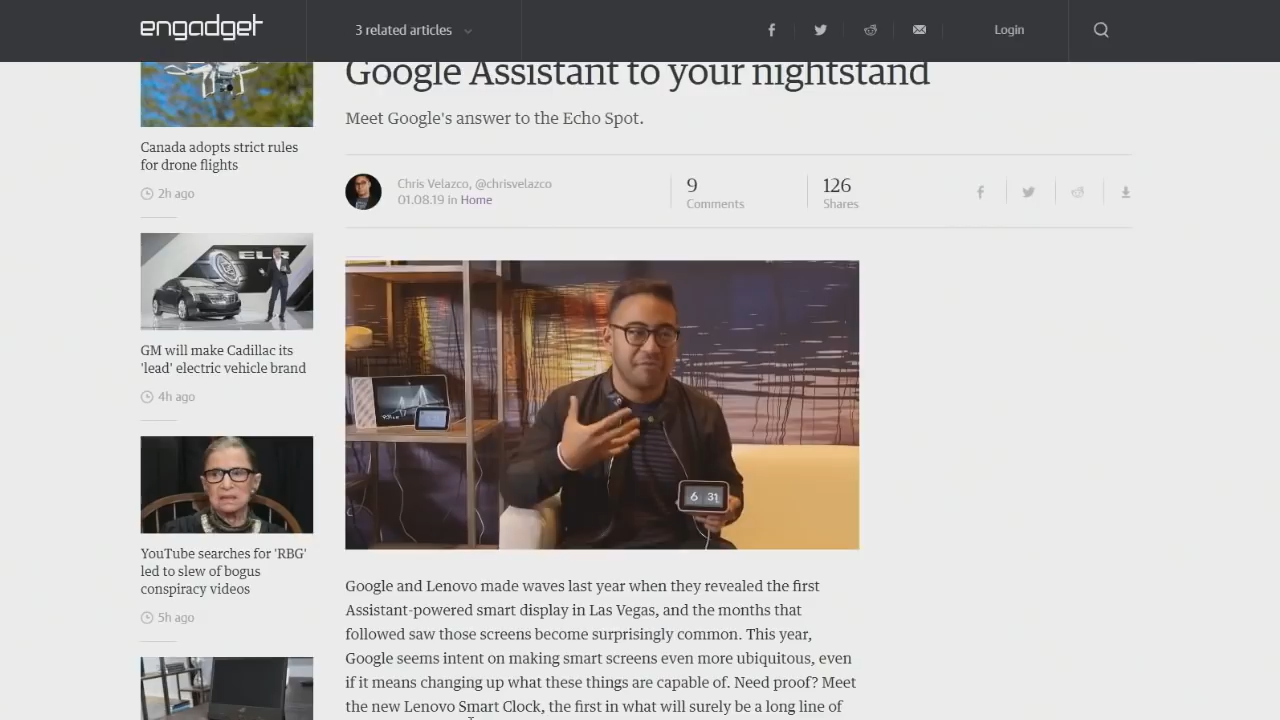 engadget
3 related articles
Login
Google Assistant to your nightstand
Meet Google's answer to the Echo Spot.
Chris Velazco, @chrisvelazco
01.08.19 in Home
9
Comments
126
Shares
Canada adopts strict rules
for drone flights
2h ago
ELR
GM will make Cadillac its
'lead' electric vehicle brand
4h ago
YouTube searches for 'RBG'
led to slew of bogus
conspiracy videos
5h ago
6 31
Google and Lenovo made waves last year when they revealed the first
Assistant-powered smart display in Las Vegas, and the months that
followed saw those screens become surprisingly common. This year,
Google seems intent on making smart screens even more ubiquitous, even
if it means changing up what these things are capable of. Need proof? Meet
the new Lenovo Smart Clock, the first in what will surely be a long line of